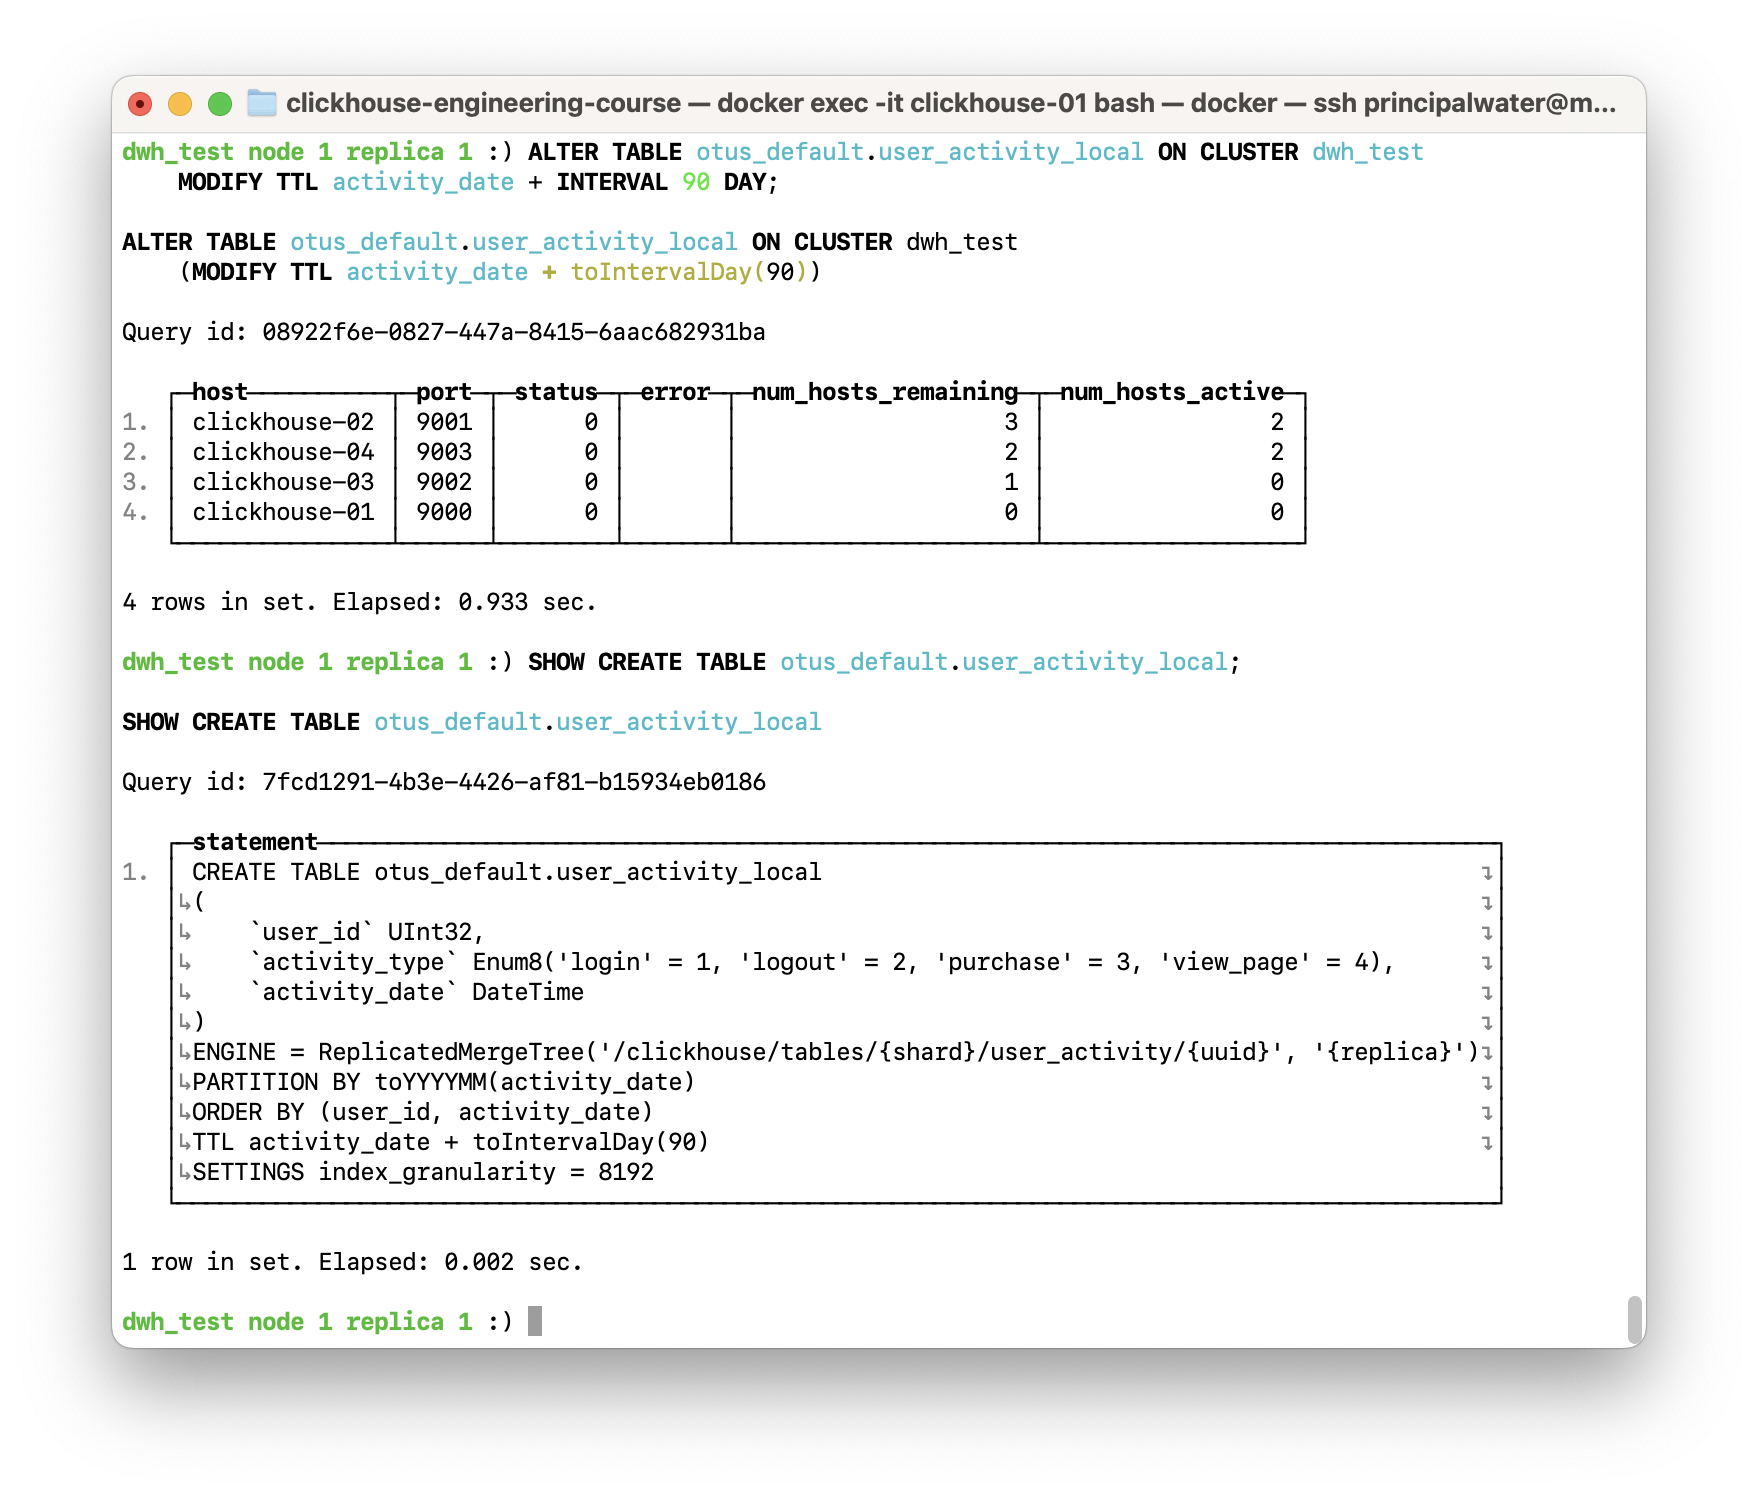 clickhouse-engineering-course — docker exec -it clickhouse-01 bash — docker — ssh principalwater@m...
dwh_test node 1 replica 1 :) ALTER TABLE otus_default.user_activity_local ON CLUSTER dwh_test
    MODIFY TTL activity_date + INTERVAL 90 DAY;
ALTER TABLE otus_default.user_activity_local ON CLUSTER dwh_test
    (MODIFY TTL activity_date + toIntervalDay(90))
Query id: 08922f6e-0827-447a-8415-6aac682931ba
host port status error num_hosts_remaining num_hosts_active
1. clickhouse-02 9001 0 3 2
2. clickhouse-04 9003 0 2 2
3. clickhouse-03 9002 0 1 0
4. clickhouse-01 9000 0 0 0
4 rows in set. Elapsed: 0.933 sec.
dwh_test node 1 replica 1 :) SHOW CREATE TABLE otus_default.user_activity_local;
SHOW CREATE TABLE otus_default.user_activity_local
Query id: 7fcd1291-4b3e-4426-af81-b15934eb0186
statement
1. CREATE TABLE otus_default.user_activity_local ↴
↳( ↴
↳    `user_id` UInt32, ↴
↳    `activity_type` Enum8('login' = 1, 'logout' = 2, 'purchase' = 3, 'view_page' = 4), ↴
↳    `activity_date` DateTime ↴
↳) ↴
↳ENGINE = ReplicatedMergeTree('/clickhouse/tables/{shard}/user_activity/{uuid}', '{replica}')↴
↳PARTITION BY toYYYYMM(activity_date) ↴
↳ORDER BY (user_id, activity_date) ↴
↳TTL activity_date + toIntervalDay(90) ↴
↳SETTINGS index_granularity = 8192
1 row in set. Elapsed: 0.002 sec.
dwh_test node 1 replica 1 :)